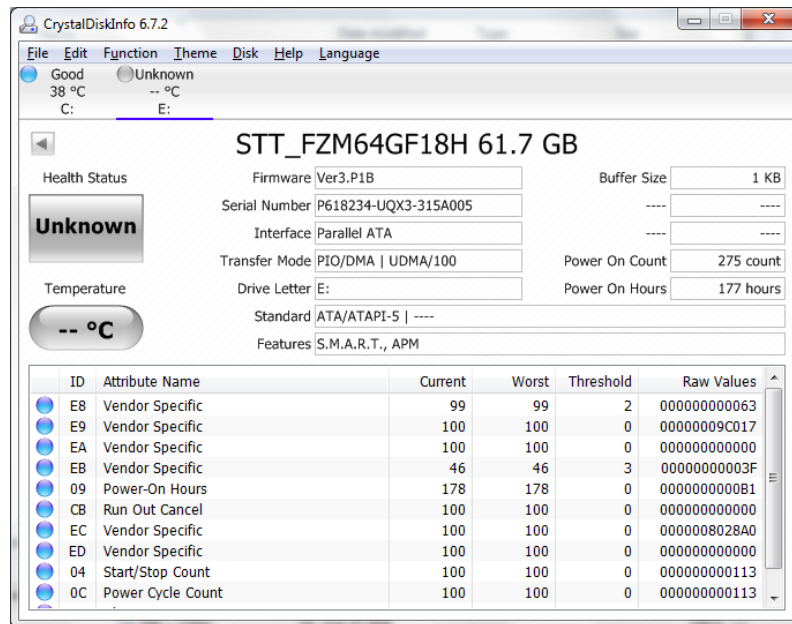 CrystalDiskInfo 6.7.2
File Edit Function Theme Disk Help Language
Good Unknown
38 °C -- °C
C: E:
STT_FZM64GF18H 61.7 GB
Health Status
Unknown
Temperature
-- °C
Firmware Ver3.P1B Buffer Size 1 KB
Serial Number P618234-UQX3-315A005 ---- ----
Interface Parallel ATA ---- ----
Transfer Mode PIO/DMA | UDMA/100 Power On Count 275 count
Drive Letter E: Power On Hours 177 hours
Standard ATA/ATAPI-5 | ----
Features S.M.A.R.T., APM
ID Attribute Name Current Worst Threshold Raw Values
E8 Vendor Specific 99 99 2 000000000063
E9 Vendor Specific 100 100 0 00000009C017
EA Vendor Specific 100 100 0 000000000000
EB Vendor Specific 46 46 3 00000000003F
09 Power-On Hours 178 178 0 0000000000B1
CB Run Out Cancel 100 100 0 000000000000
EC Vendor Specific 100 100 0 0000008028A0
ED Vendor Specific 100 100 0 000000000000
04 Start/Stop Count 100 100 0 000000000113
0C Power Cycle Count 100 100 0 000000000113